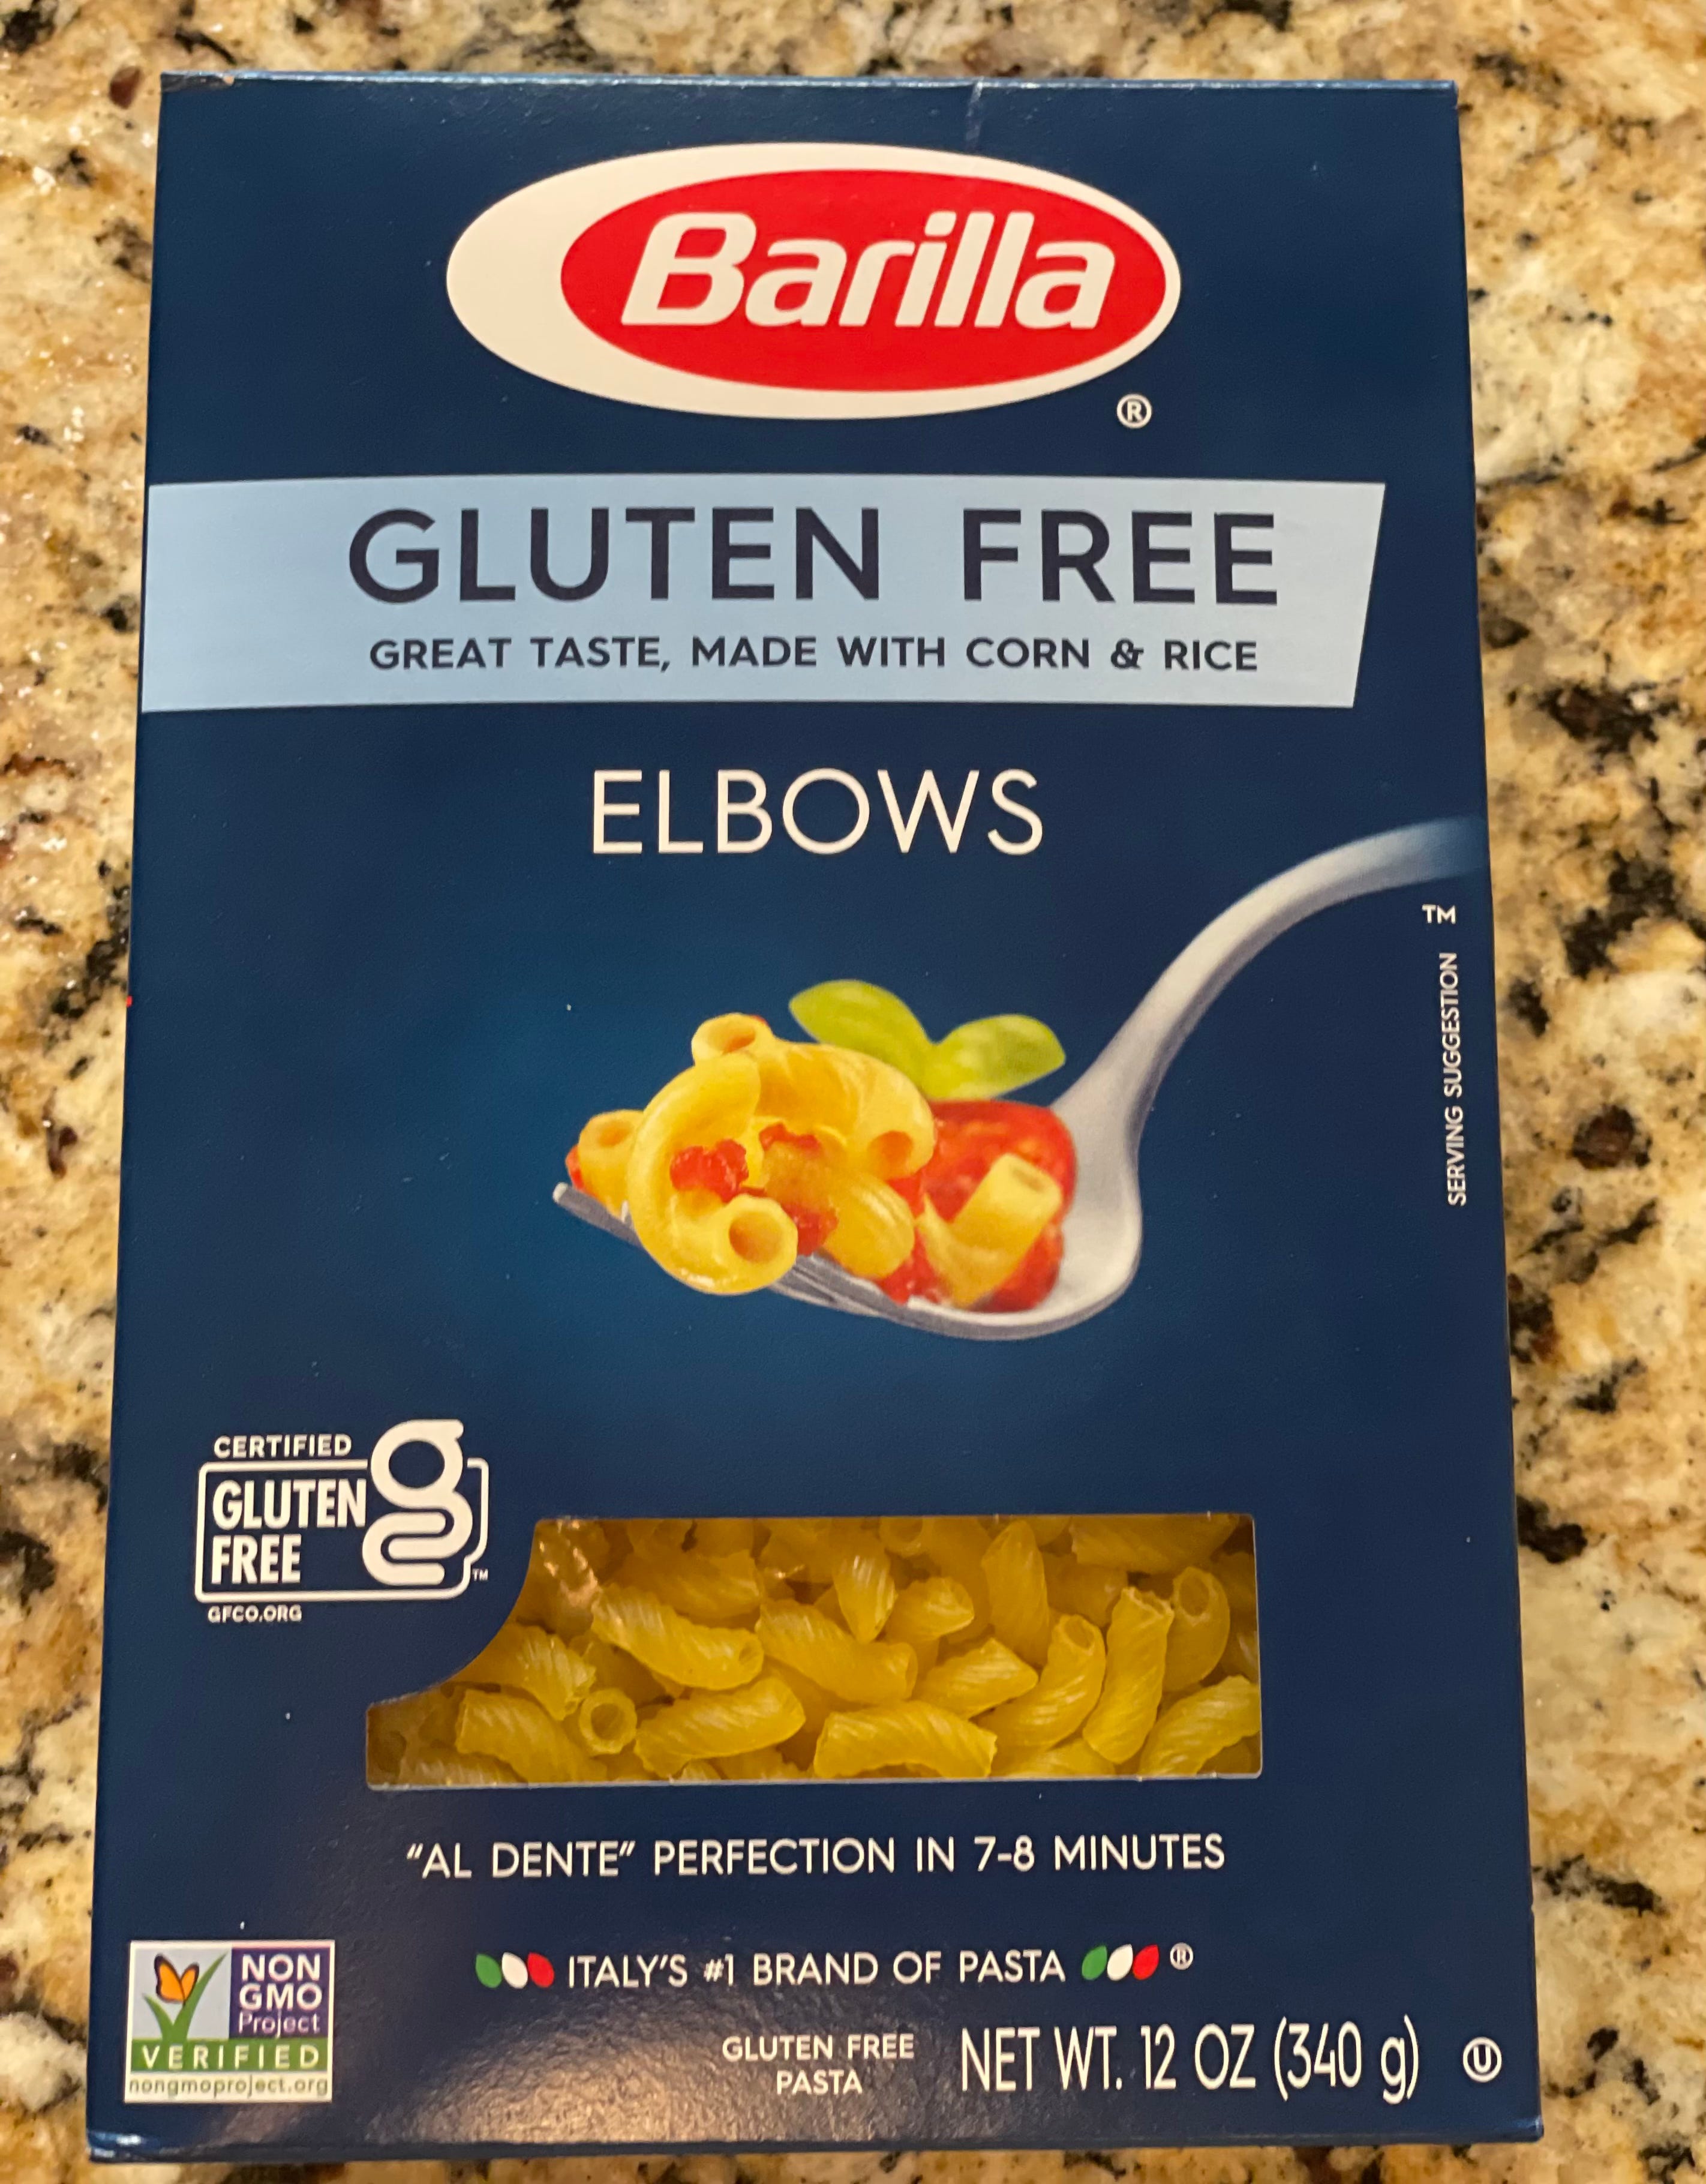 Barilla
®
GLUTEN FREE
GREAT TASTE, MADE WITH CORN & RICE
ELBOWS
SERVING SUGGESTION ™
CERTIFIED
GLUTEN
FREE
g
™
GFCO.ORG
"AL DENTE" PERFECTION IN 7-8 MINUTES
ITALY'S #1 BRAND OF PASTA ®
NON
GMO
Project
VERIFIED
nongmoproject.org
GLUTEN FREE
PASTA
NET WT. 12 OZ (340 g)
U